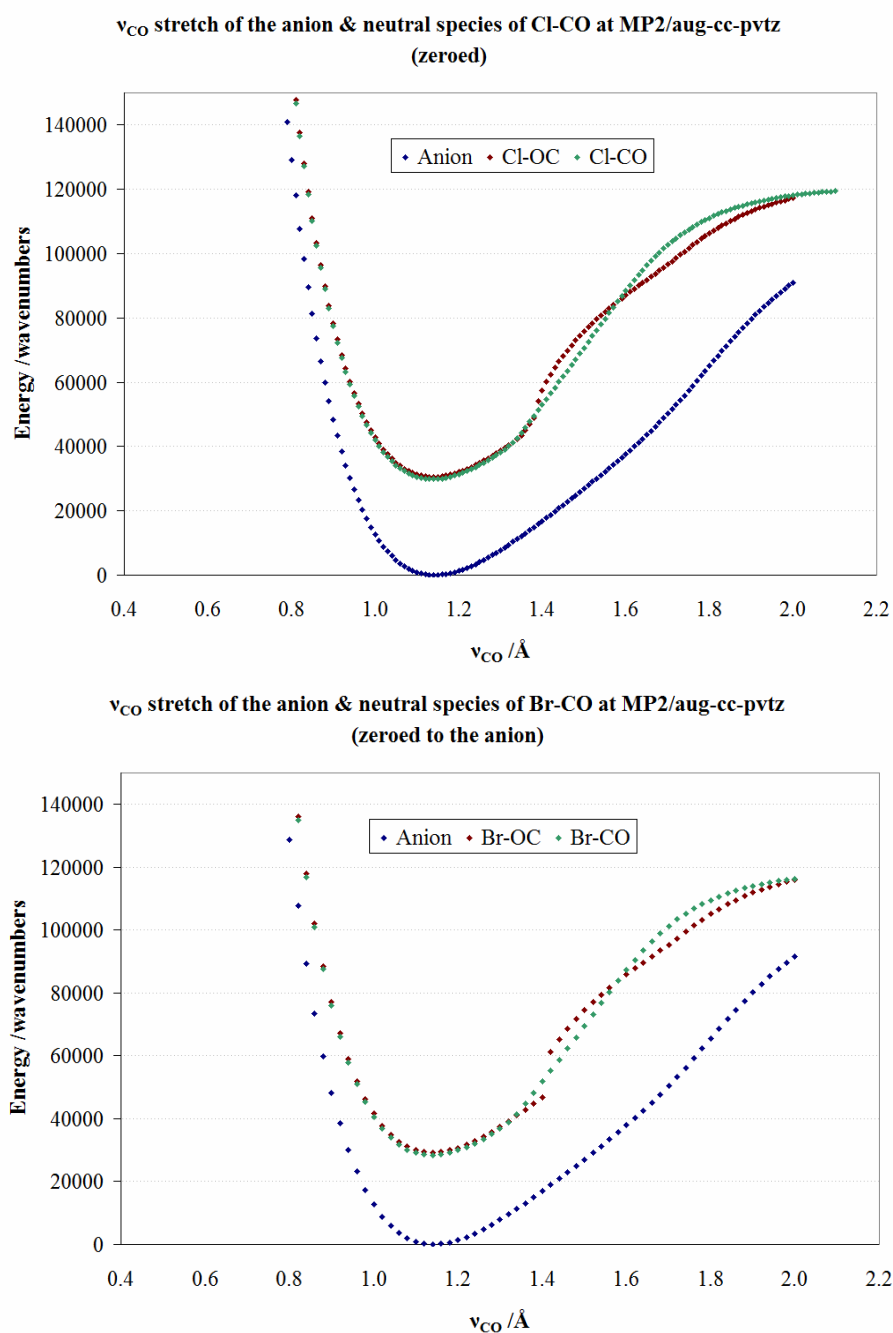 ν_CO stretch of the anion & neutral species of Cl-CO at MP2/aug-cc-pvtz
(zeroed)
140000
120000
100000
80000
60000
40000
20000
0
Energy /wavenumbers
Anion Cl-OC Cl-CO
0.4 0.6 0.8 1.0 1.2 1.4 1.6 1.8 2.0 2.2
ν_CO /Å
ν_CO stretch of the anion & neutral species of Br-CO at MP2/aug-cc-pvtz
(zeroed to the anion)
140000
120000
100000
80000
60000
40000
20000
0
Energy /wavenumbers
Anion Br-OC Br-CO
0.4 0.6 0.8 1.0 1.2 1.4 1.6 1.8 2.0 2.2
ν_CO /Å